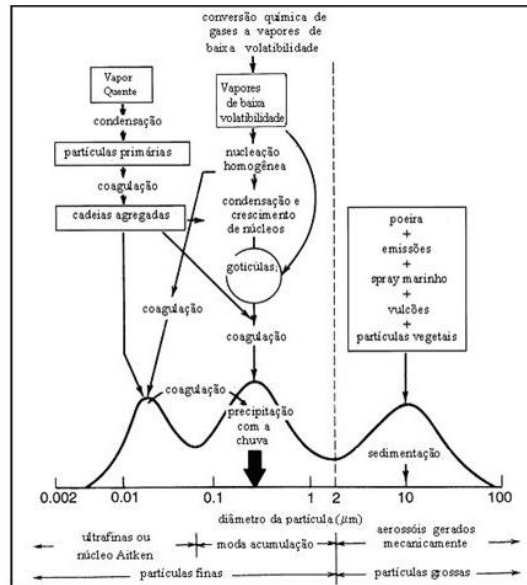 conversão química de
gases a vapores de
baixa volatibilidade
Vapor
Quente
condensação
partículas primárias
coagulação
cadeias agregadas
Vapores
de baixa
volatibilidade
nucleação
homogênea
condensação e
crescimento
de núcleos
gotículas;
coagulação
coagulação
poeira
+
emissões
+
spray marinho
+
vulcões
+
partículas vegetais
coagulação
precipitação
com a
chuva
sedimentação
0.002 0.01 0.1 1 2 10 100
diâmetro da partícula (μm)
ultrafinas ou
núcleo Aitken
moda acumulação
aerossóis gerados
mecanicamente
partículas finas
partículas grossas